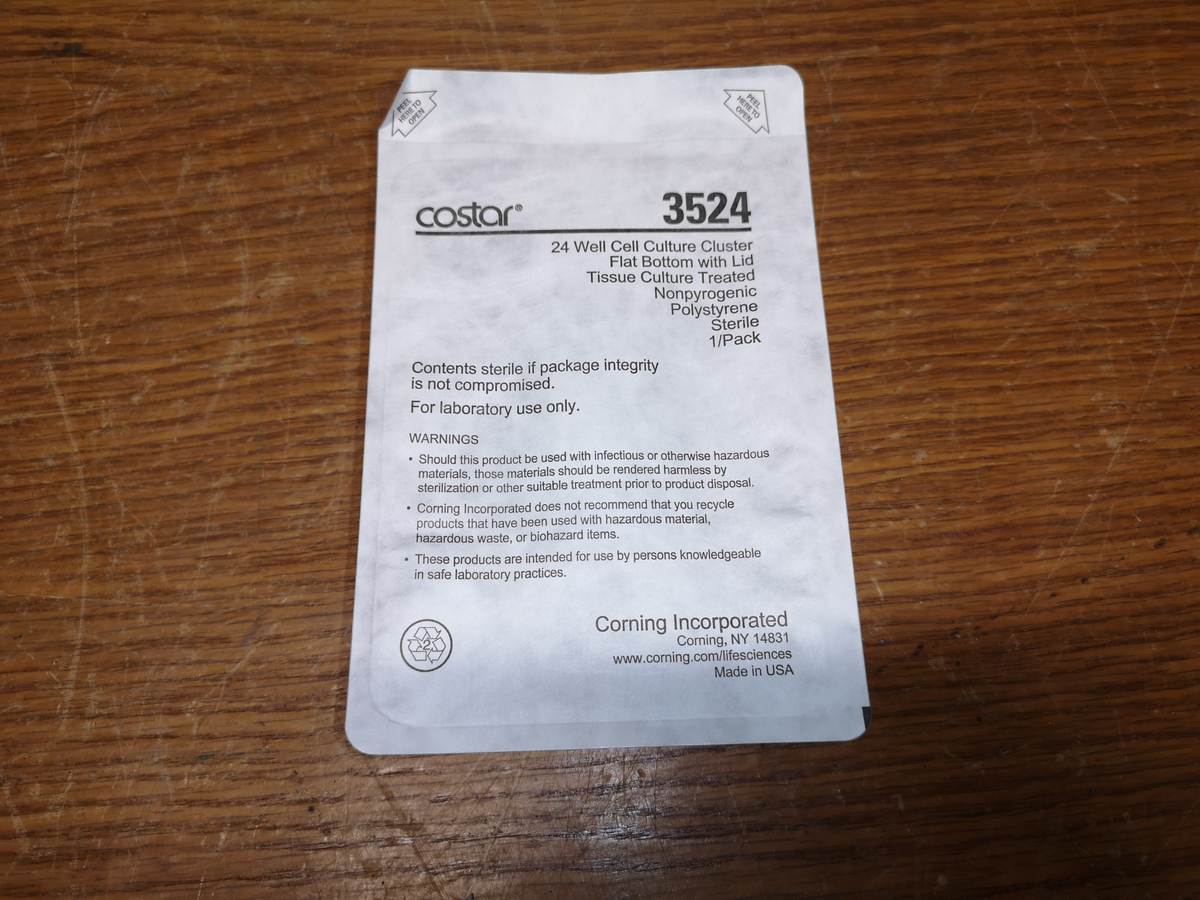 PEEL
HERE TO
OPEN
PEEL
HERE TO
OPEN
costar®
3524
24 Well Cell Culture Cluster
Flat Bottom with Lid
Tissue Culture Treated
Nonpyrogenic
Polystyrene
Sterile
1/Pack
Contents sterile if package integrity
is not compromised.
For laboratory use only.
WARNINGS
• Should this product be used with infectious or otherwise hazardous
materials, those materials should be rendered harmless by
sterilization or other suitable treatment prior to product disposal.
• Corning Incorporated does not recommend that you recycle
products that have been used with hazardous material,
hazardous waste, or biohazard items.
• These products are intended for use by persons knowledgeable
in safe laboratory practices.
2
Corning Incorporated
Corning, NY 14831
www.corning.com/lifesciences
Made in USA